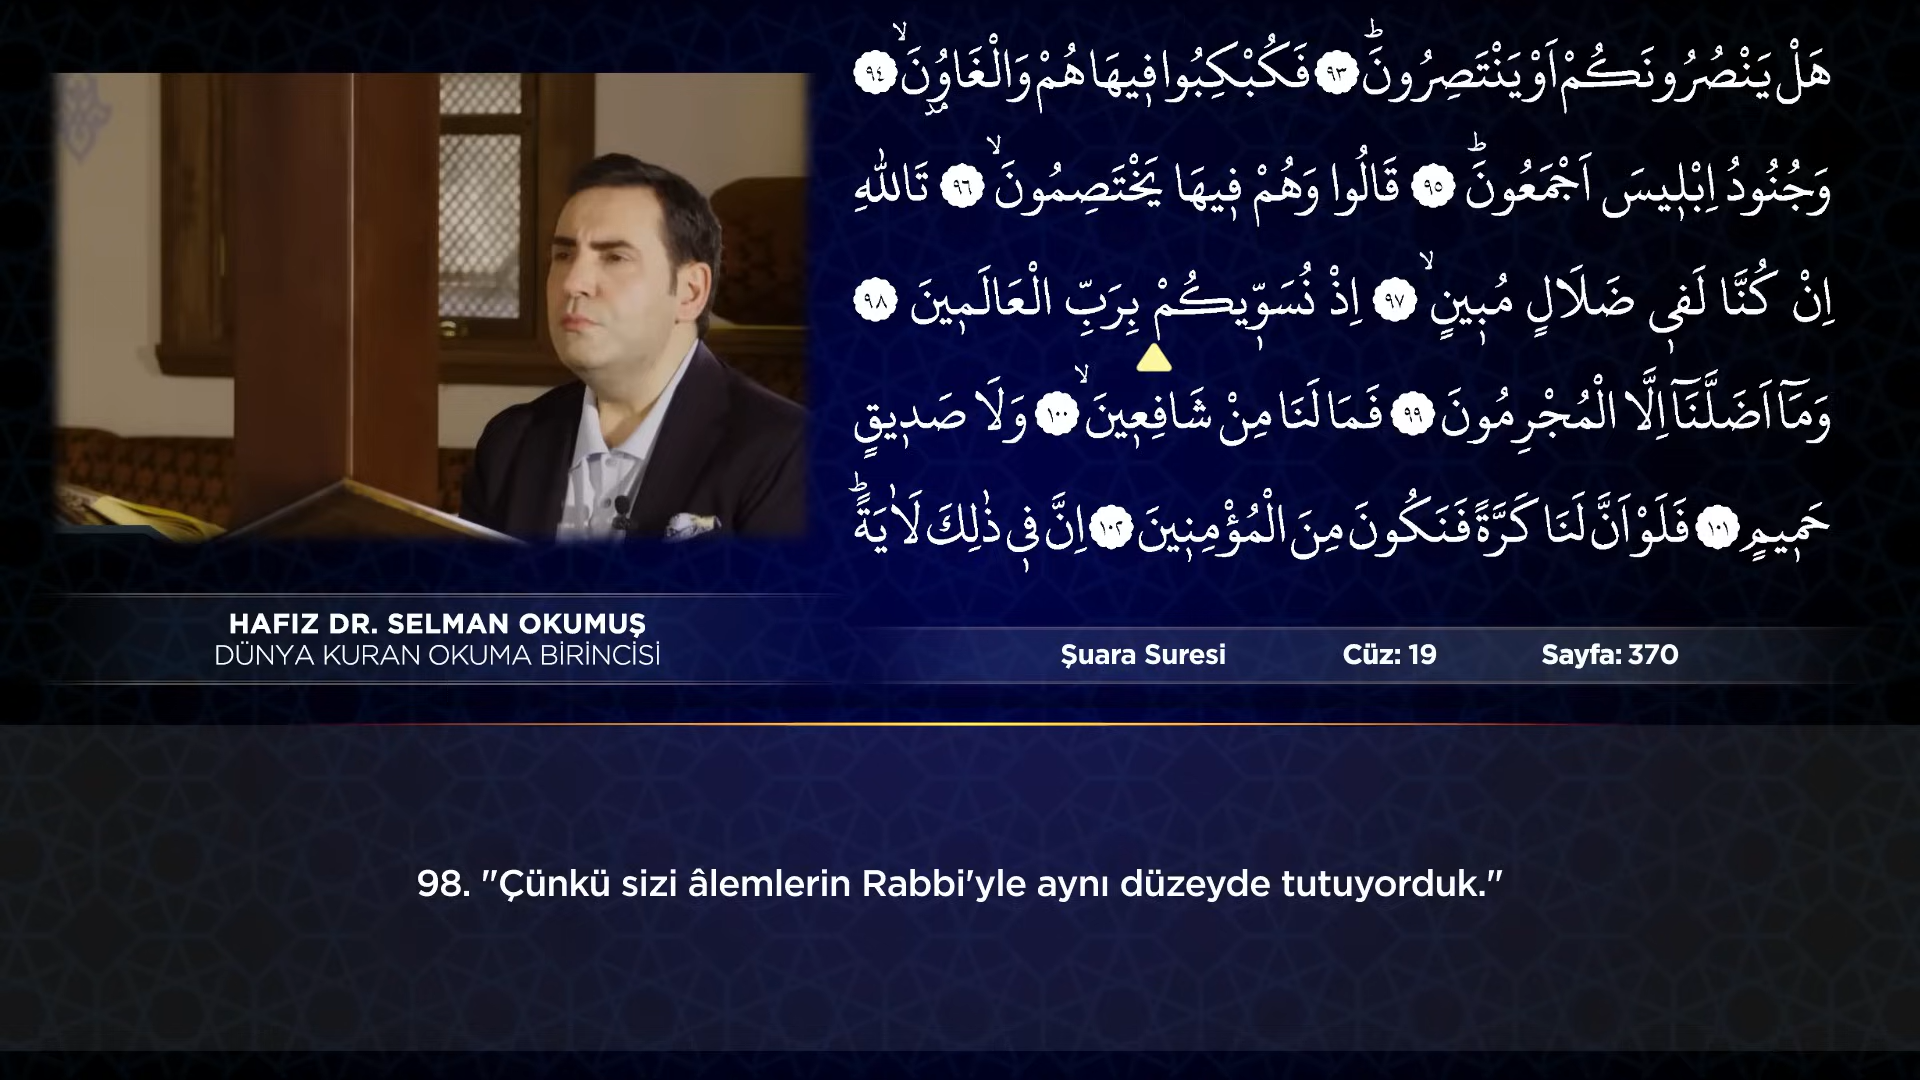 هَلْ يَنْصُرُونَكُمْ اَوْ يَنْتَصِرُونَۜ ﴿٩٣﴾ فَكُبْكِبُوا ف۪يهَا هُمْ وَالْغَاوُ۫نَۙ ﴿٩٤﴾
وَجُنُودُ اِبْل۪يسَ اَجْمَعُونَۜ ﴿٩٥﴾ قَالُوا وَهُمْ ف۪يهَا يَخْتَصِمُونَۙ ﴿٩٦﴾ تَاللّٰهِ
اِنْ كُنَّا لَف۪ي ضَلَالٍ مُب۪ينٍۙ ﴿٩٧﴾ اِذْ نُسَوّ۪يكُمْ بِرَبِّ الْعَالَم۪ينَ ﴿٩٨﴾
وَمَٓا اَضَلَّنَٓا اِلَّا الْمُجْرِمُونَ ﴿٩٩﴾ فَمَا لَنَا مِنْ شَافِع۪ينَۙ ﴿١٠٠﴾ وَلَا صَد۪يقٍ
حَم۪يمٍ ﴿١٠١﴾ فَلَوْ اَنَّ لَنَا كَرَّةً فَنَكُونَ مِنَ الْمُؤْمِن۪ينَ ﴿١٠٢﴾ اِنَّ ف۪ي ذٰلِكَ لَاٰيَةًۜ
HAFIZ DR. SELMAN OKUMUŞ
DÜNYA KURAN OKUMA BİRİNCİSİ
Şuara Suresi Cüz: 19 Sayfa: 370
98. "Çünkü sizi âlemlerin Rabbi'yle aynı düzeyde tutuyorduk."